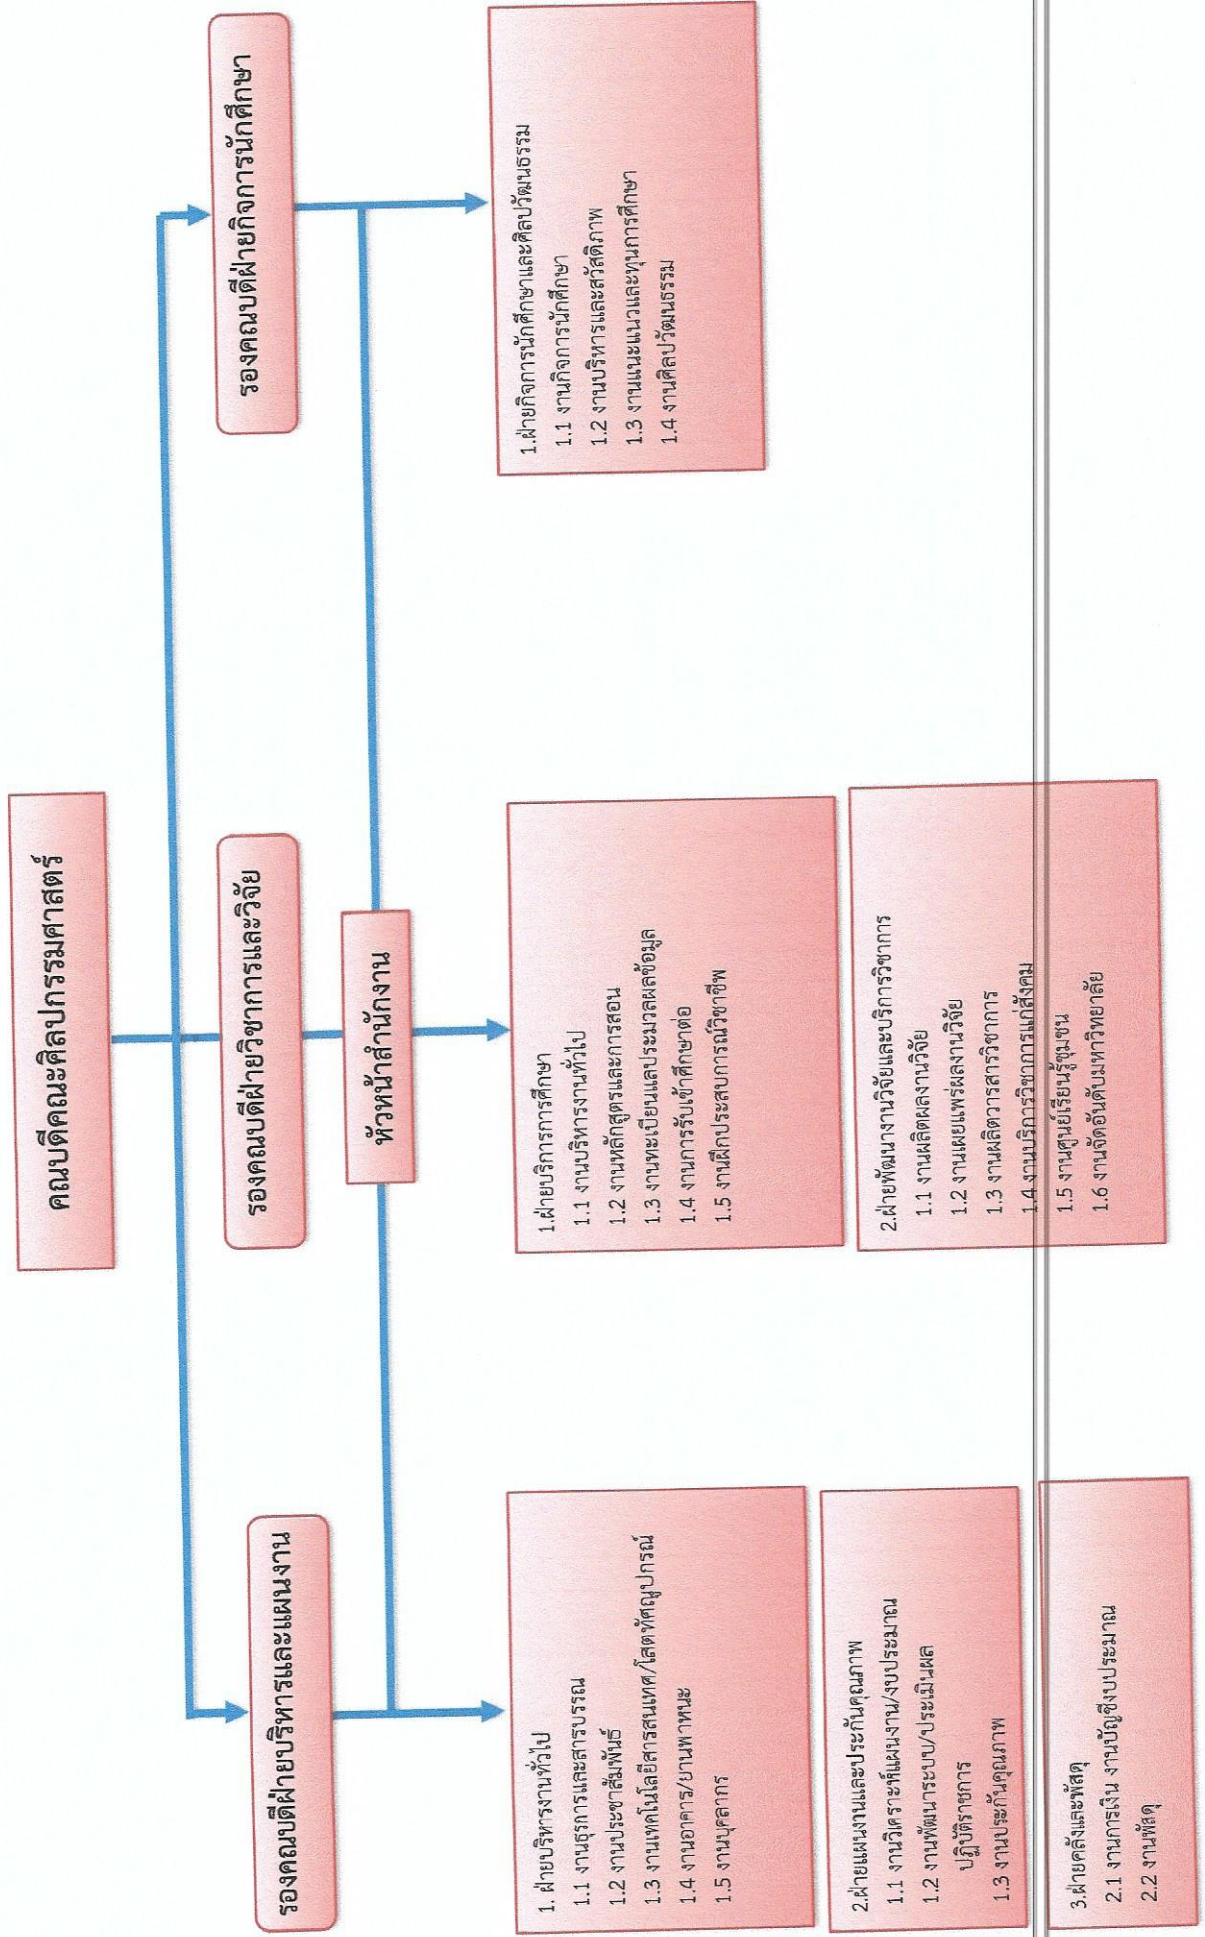 คณบดีคณะศิลปกรรมศาสตร์
รองคณบดีฝ่ายบริหารและแผนงาน
รองคณบดีฝ่ายวิชาการและวิจัย
รองคณบดีฝ่ายกิจการนักศึกษา
หัวหน้าสำนักงาน
1. ฝ่ายบริหารงานทั่วไป
1.1 งานธุรการและสารบรรณ
1.2 งานประชาสัมพันธ์
1.3 งานเทคโนโลยีสารสนเทศ/โสตทัศณูปกรณ์
1.4 งานอาคาร/ยานพาหนะ
1.5 งานบุคลากร
2.ฝ่ายแผนงานและประกันคุณภาพ
1.1 งานวิเคราะห์แผนงาน/งบประมาณ
1.2 งานพัฒนาระบบ/ประเมินผล
ปฏิบัติราชการ
1.3 งานประกันคุณภาพ
3.ฝ่ายคลังและพัสดุ
2.1 งานการเงิน งานบัญชีงบประมาณ
2.2 งานพัสดุ
1.ฝ่ายบริการการศึกษา
1.1 งานบริหารงานทั่วไป
1.2 งานหลักสูตรและการสอน
1.3 งานทะเบียนแลประมวลผลข้อมูล
1.4 งานการรับเข้าศึกษาต่อ
1.5 งานฝึกประสบการณ์วิชาชีพ
2.ฝ่ายพัฒนางานวิจัยและบริการวิชาการ
1.1 งานผลิตผลงานวิจัย
1.2 งานเผยแพร่ผลงานวิจัย
1.3 งานผลิตวารสารวิชาการ
1.4 งานบริการวิชาการแก่สังคม
1.5 งานศูนย์เรียนรู้ชุมชน
1.6 งานจัดอันดับมหาวิทยาลัย
1.ฝ่ายกิจการนักศึกษาและศิลปวัฒนธรรม
1.1 งานกิจการนักศึกษา
1.2 งานบริหารและสวัสดิภาพ
1.3 งานแนะแนวและทุนการศึกษา
1.4 งานศิลปวัฒนธรรม